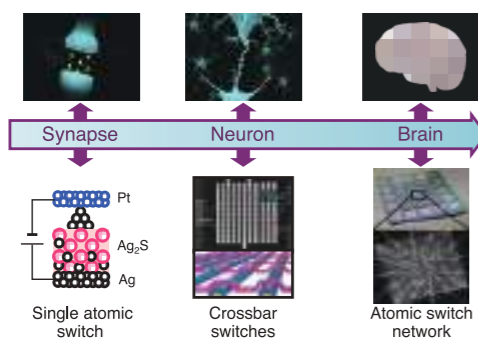 Synapse Neuron Brain
Pt
Ag₂S
Ag
Single atomic
switch
Crossbar
switches
Atomic switch
network